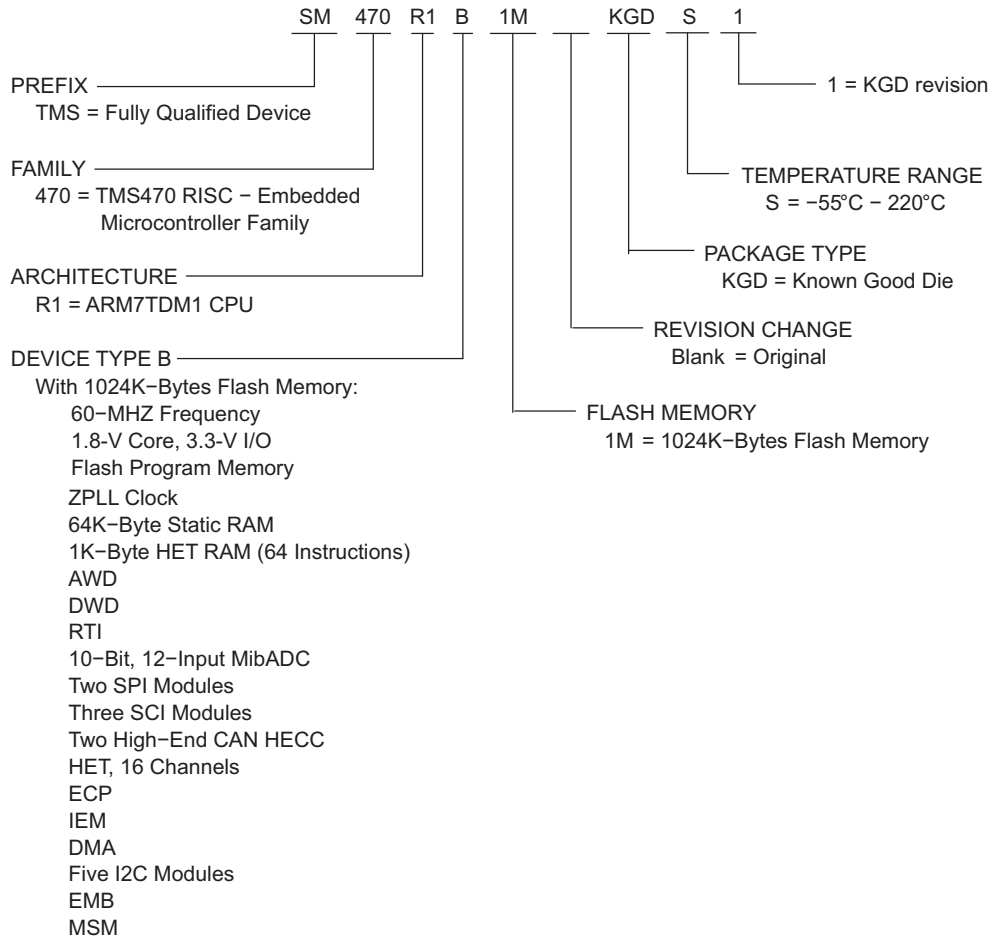 SM 470 R1 B 1M KGD S 1
PREFIX
TMS = Fully Qualified Device
1 = KGD revision
FAMILY
470 = TMS470 RISC − Embedded
Microcontroller Family
TEMPERATURE RANGE
S = −55°C − 220°C
PACKAGE TYPE
KGD = Known Good Die
ARCHITECTURE
R1 = ARM7TDM1 CPU
REVISION CHANGE
Blank = Original
DEVICE TYPE B
With 1024K−Bytes Flash Memory:
60−MHZ Frequency
1.8-V Core, 3.3-V I/O
Flash Program Memory
ZPLL Clock
64K−Byte Static RAM
1K−Byte HET RAM (64 Instructions)
AWD
DWD
RTI
10−Bit, 12−Input MibADC
Two SPI Modules
Three SCI Modules
Two High−End CAN HECC
HET, 16 Channels
ECP
IEM
DMA
Five I2C Modules
EMB
MSM
FLASH MEMORY
1M = 1024K−Bytes Flash Memory